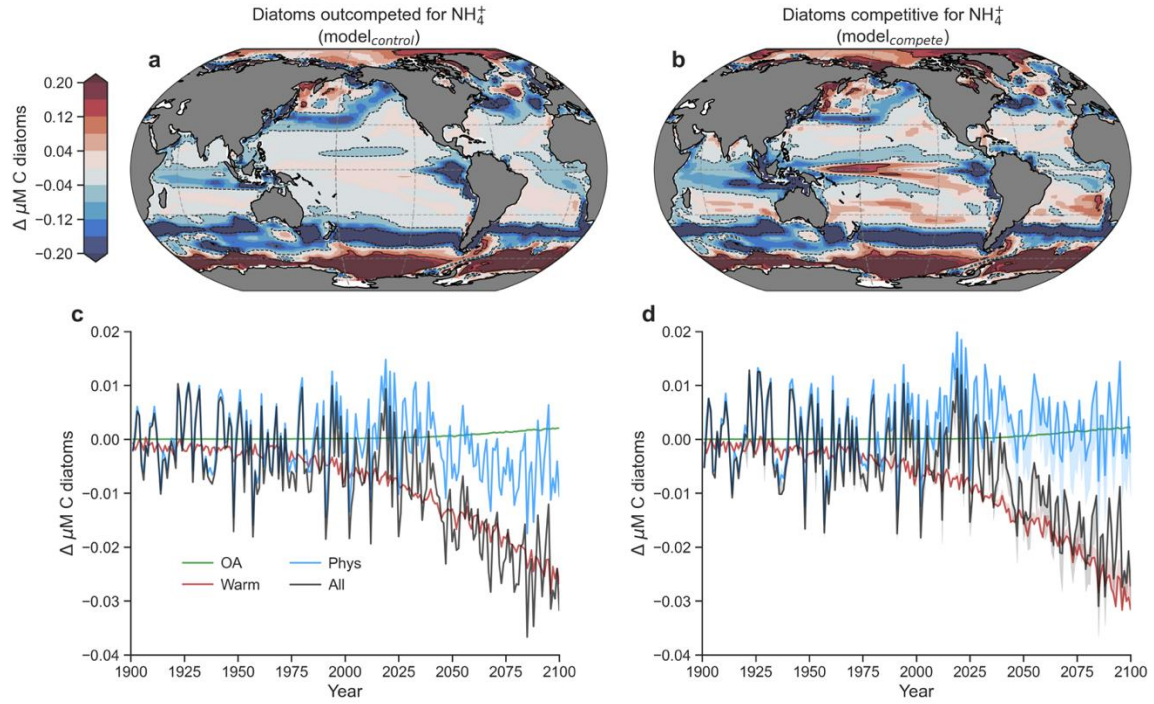 Diatoms outcompeted for NH₄⁺
(model_control)
Diatoms competitive for NH₄⁺
(model_compete)
a
b
Δ μM C diatoms
0.20
0.12
0.04
−0.04
−0.12
−0.20
c
Δ μM C diatoms
0.02
0.01
0.00
−0.01
−0.02
−0.03
−0.04
OA
Warm
Phys
All
1900 1925 1950 1975 2000 2025 2050 2075 2100
Year
d
Δ μM C diatoms
0.02
0.01
0.00
−0.01
−0.02
−0.03
−0.04
1900 1925 1950 1975 2000 2025 2050 2075 2100
Year